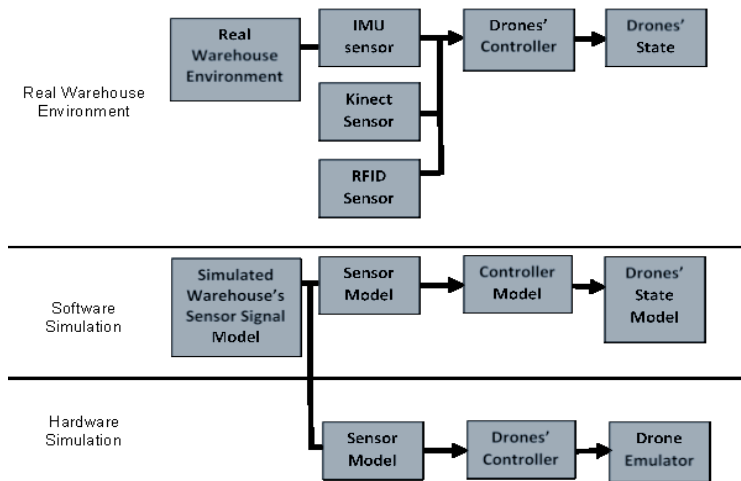 Real Warehouse
Environment
Real
Warehouse
Environment
IMU
sensor
Kinect
Sensor
RFID
Sensor
Drones'
Controller
Drones'
State
Software
Simulation
Simulated
Warehouse's
Sensor Signal
Model
Sensor
Model
Controller
Model
Drones'
State
Model
Hardware
Simulation
Sensor
Model
Drones'
Controller
Drone
Emulator